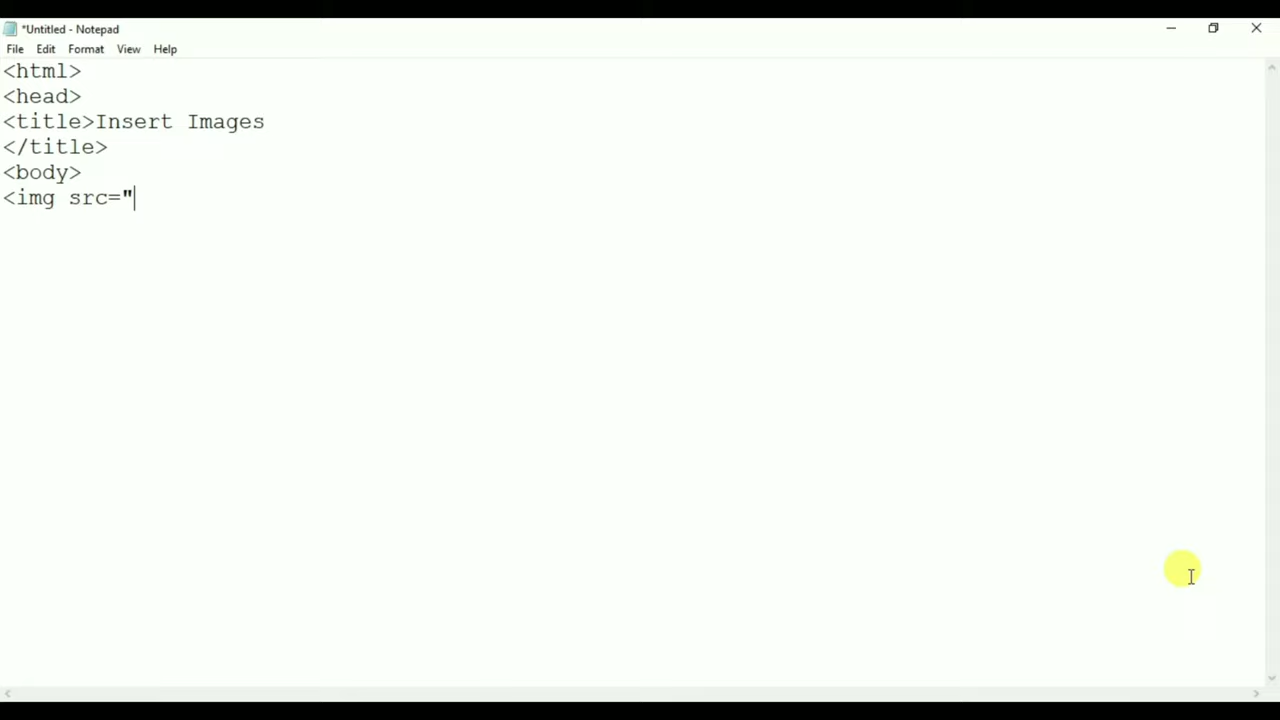 *Untitled - Notepad
File Edit Format View Help
<html>
<head>
<title>Insert Images
</title>
<body>
<img src="